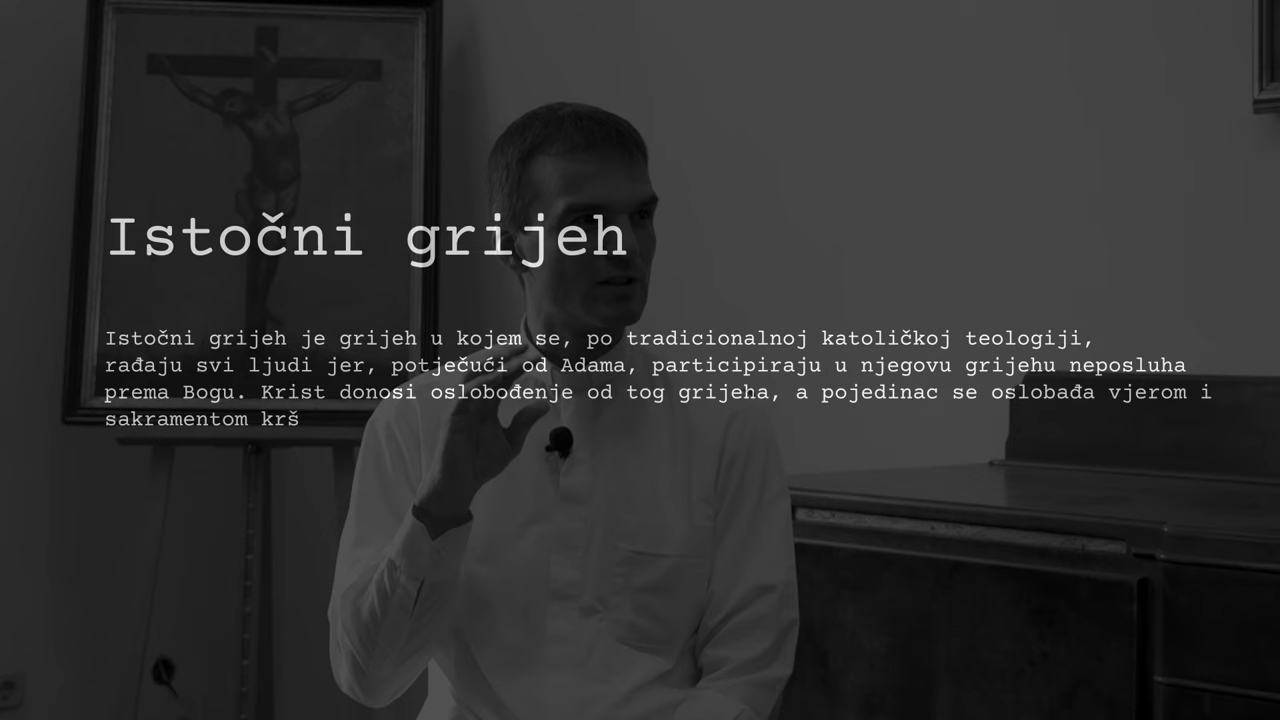 Istočni grijeh
Istočni grijeh je grijeh u kojem se, po tradicionalnoj katoličkoj teologiji,
rađaju svi ljudi jer, potječući od Adama, participiraju u njegovu grijehu neposluha
prema Bogu. Krist donosi oslobođenje od tog grijeha, a pojedinac se oslobađa vjerom i
sakramentom krš